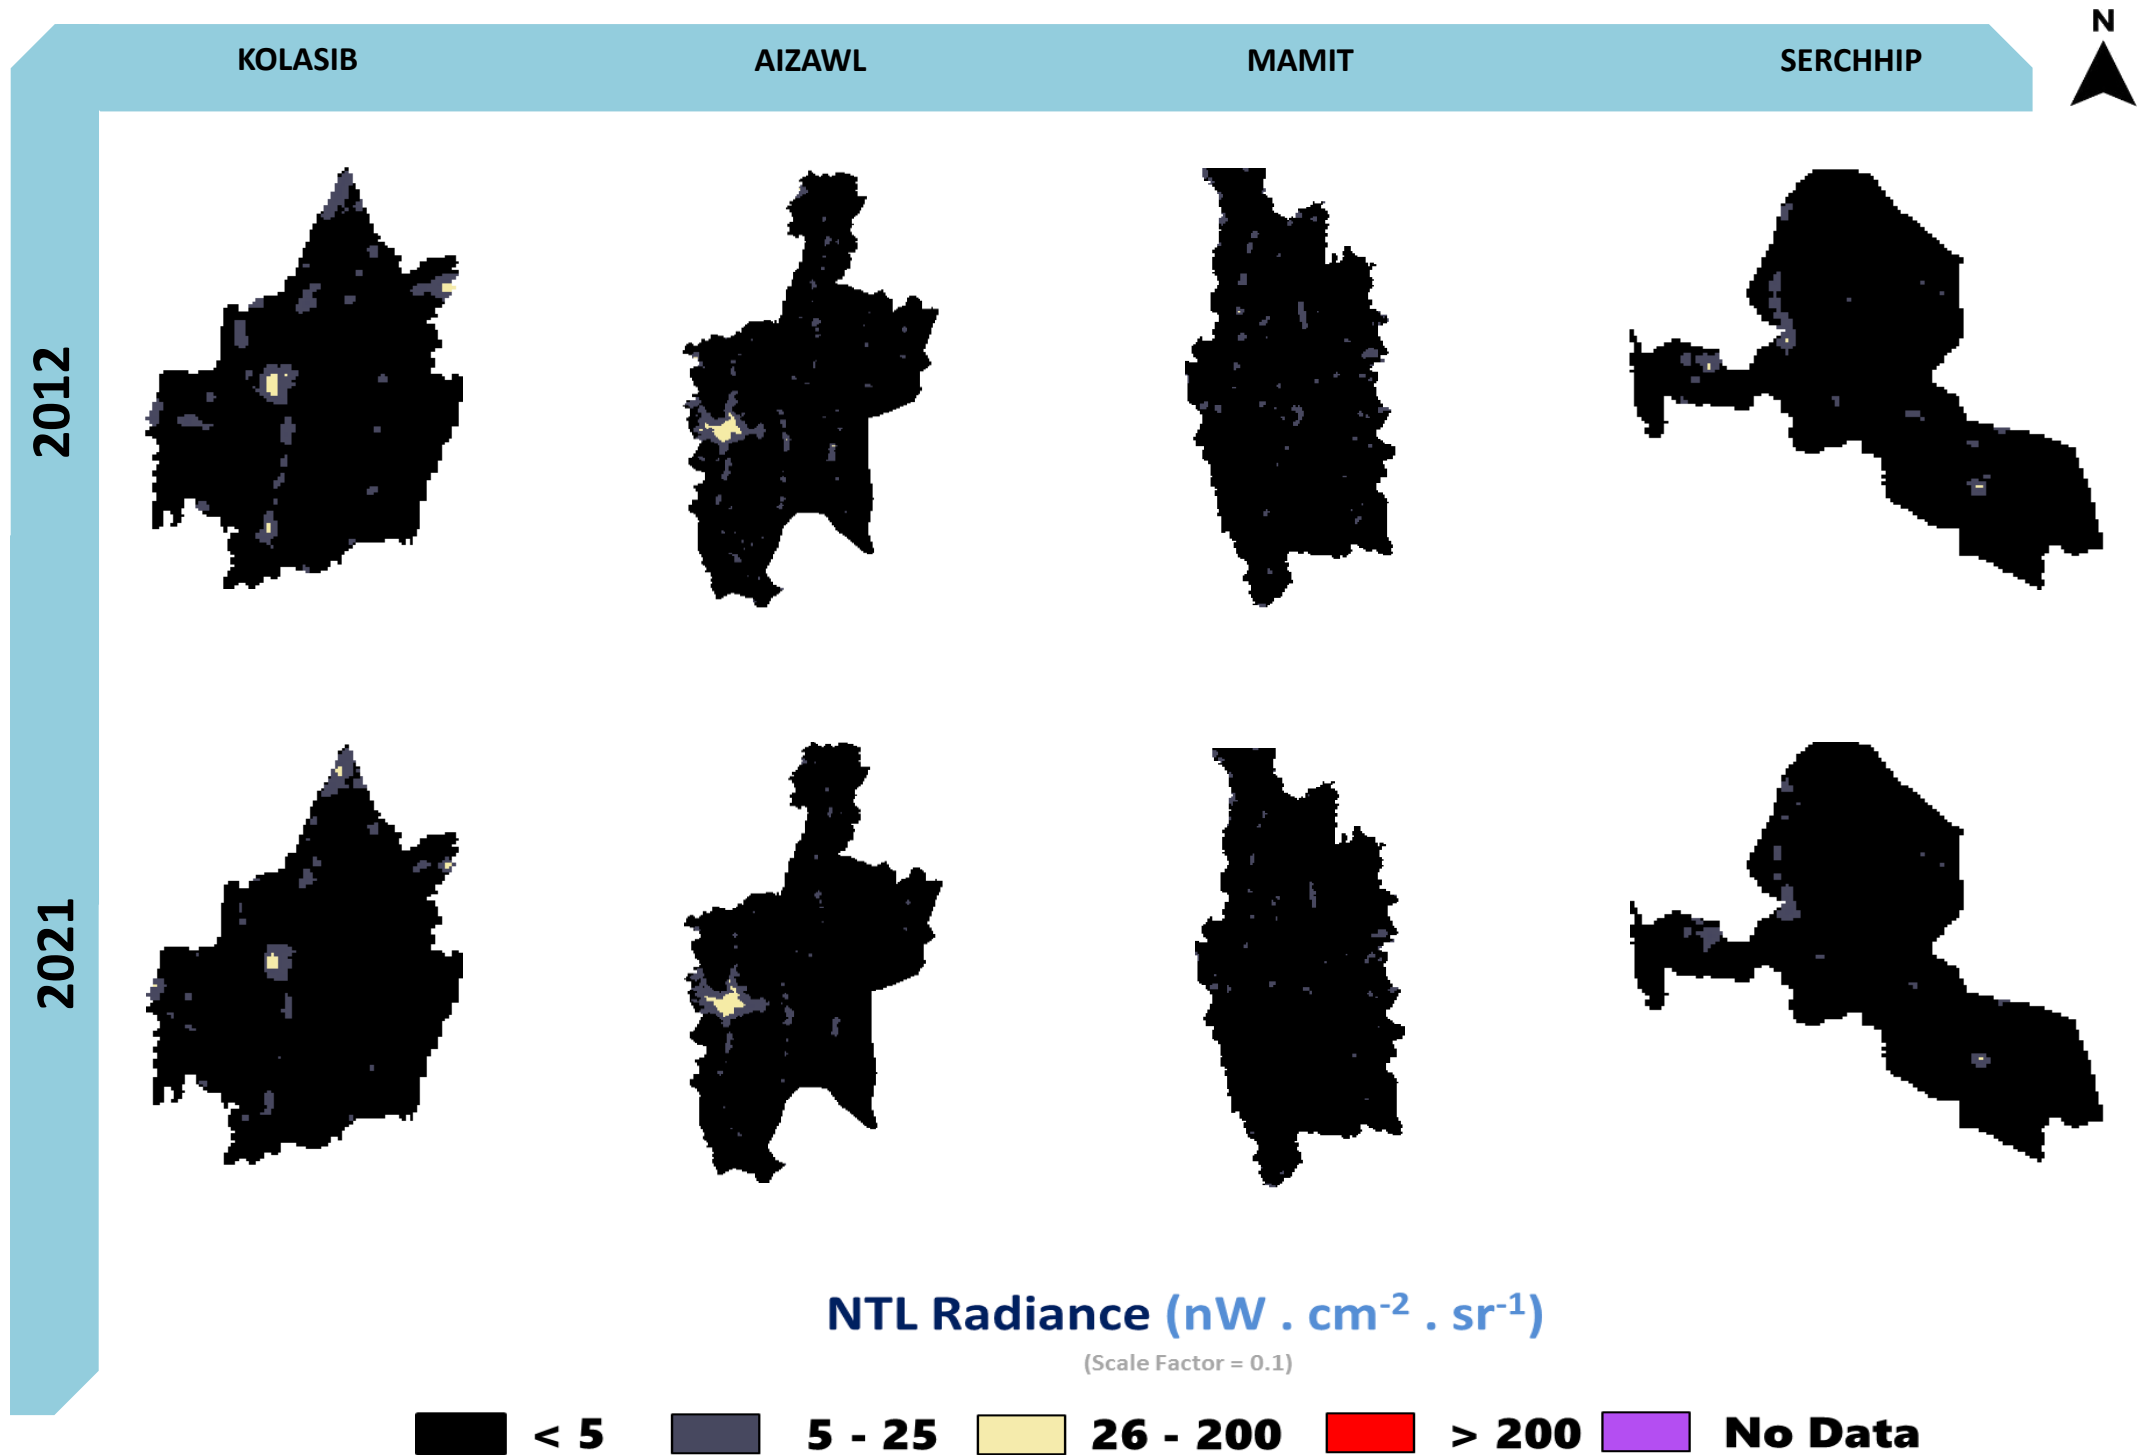 N
KOLASIB AIZAWL MAMIT SERCHHIP
2012
2021
NTL Radiance (nW . cm⁻² . sr⁻¹)
(Scale Factor = 0.1)
< 5 5 - 25 26 - 200 > 200 No Data